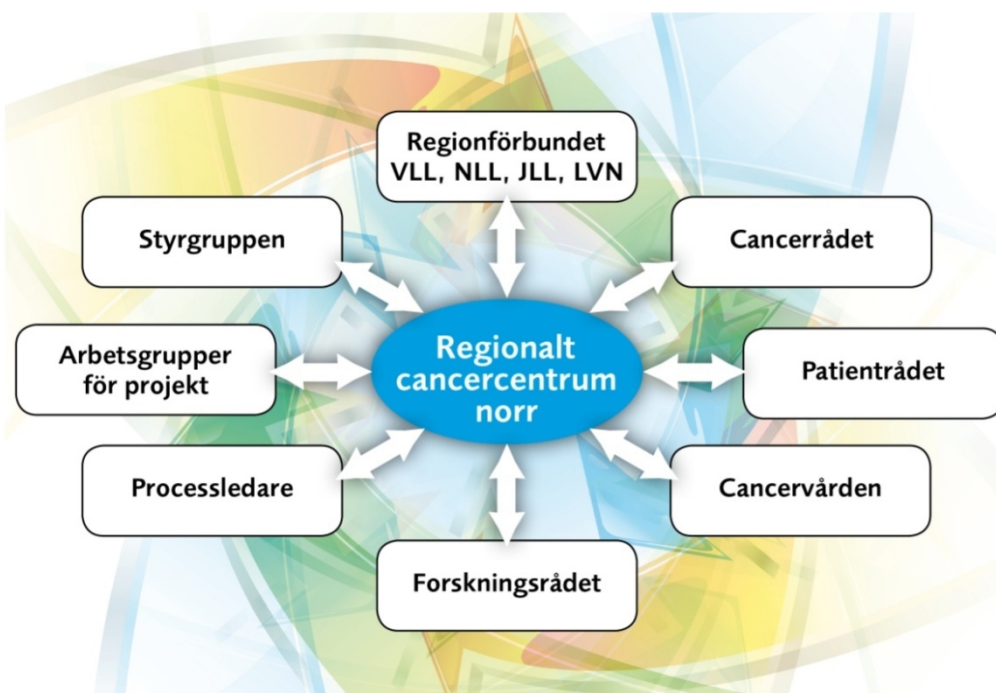 Regionförbundet
VLL, NLL, JLL, LVN
Styrgruppen
Cancerrådet
Arbetsgrupper
för projekt
Regionalt
cancercentrum
norr
Patientrådet
Processledare
Cancervården
Forskningsrådet